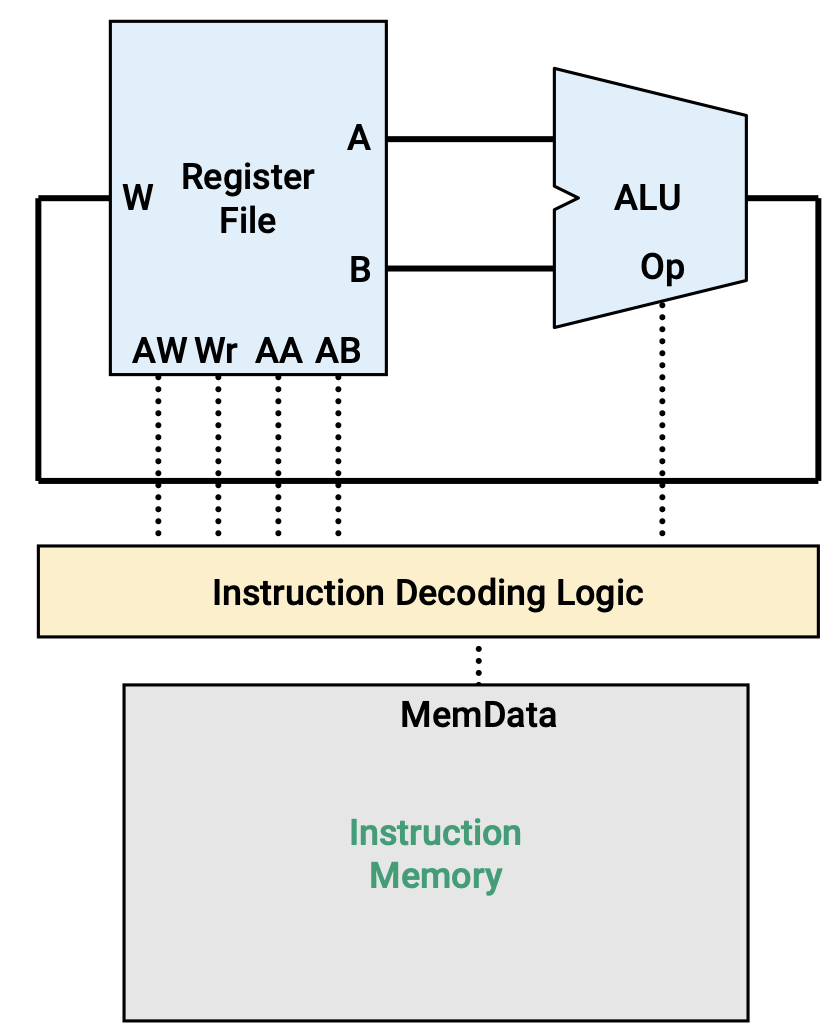 A
Register
File
W
ALU
B
Op
AW Wr AA AB
Instruction Decoding Logic
MemData
Instruction
Memory